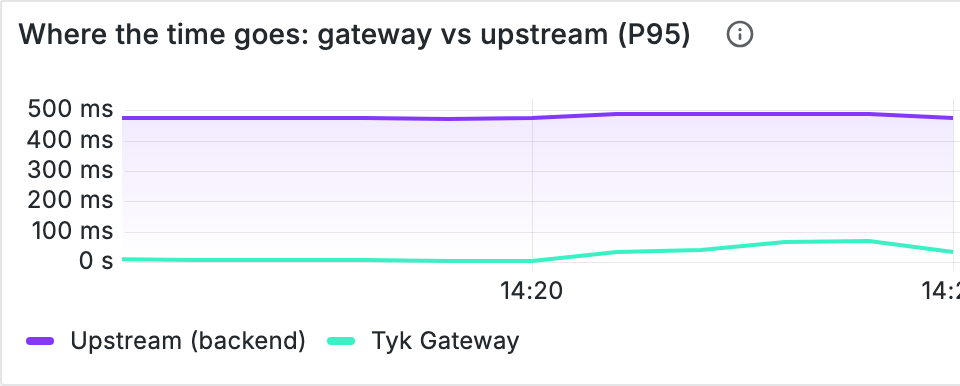 Where the time goes: gateway vs upstream (P95)
500 ms
400 ms
300 ms
200 ms
100 ms
0 s
14:20
Upstream (backend) Tyk Gateway